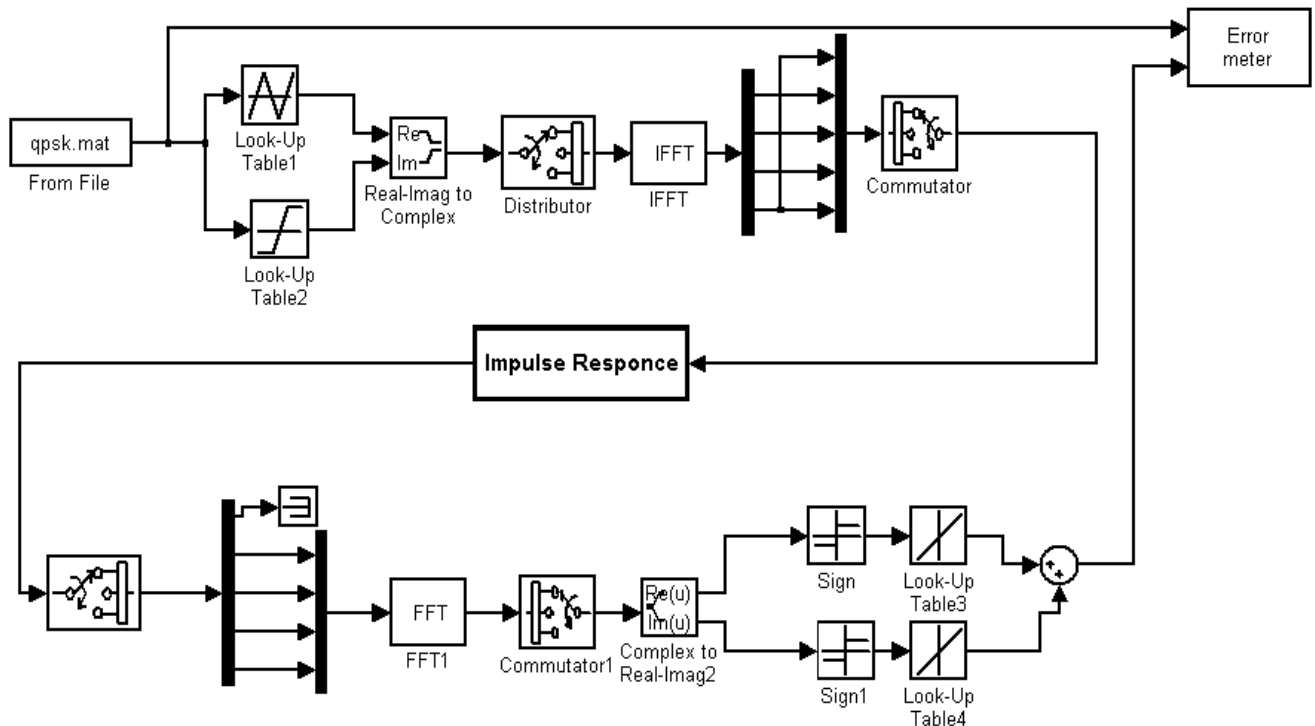 Error
meter
qpsk.mat
From File
Look-Up
Table1
Look-Up
Table2
Re
Im
Real-Imag to
Complex
Distributor
IFFT
IFFT
Commutator
Impulse Responce
FFT
FFT1
Commutator1
Re(u)
Im(u)
Complex to
Real-Imag2
Sign
Look-Up
Table3
Sign1
Look-Up
Table4